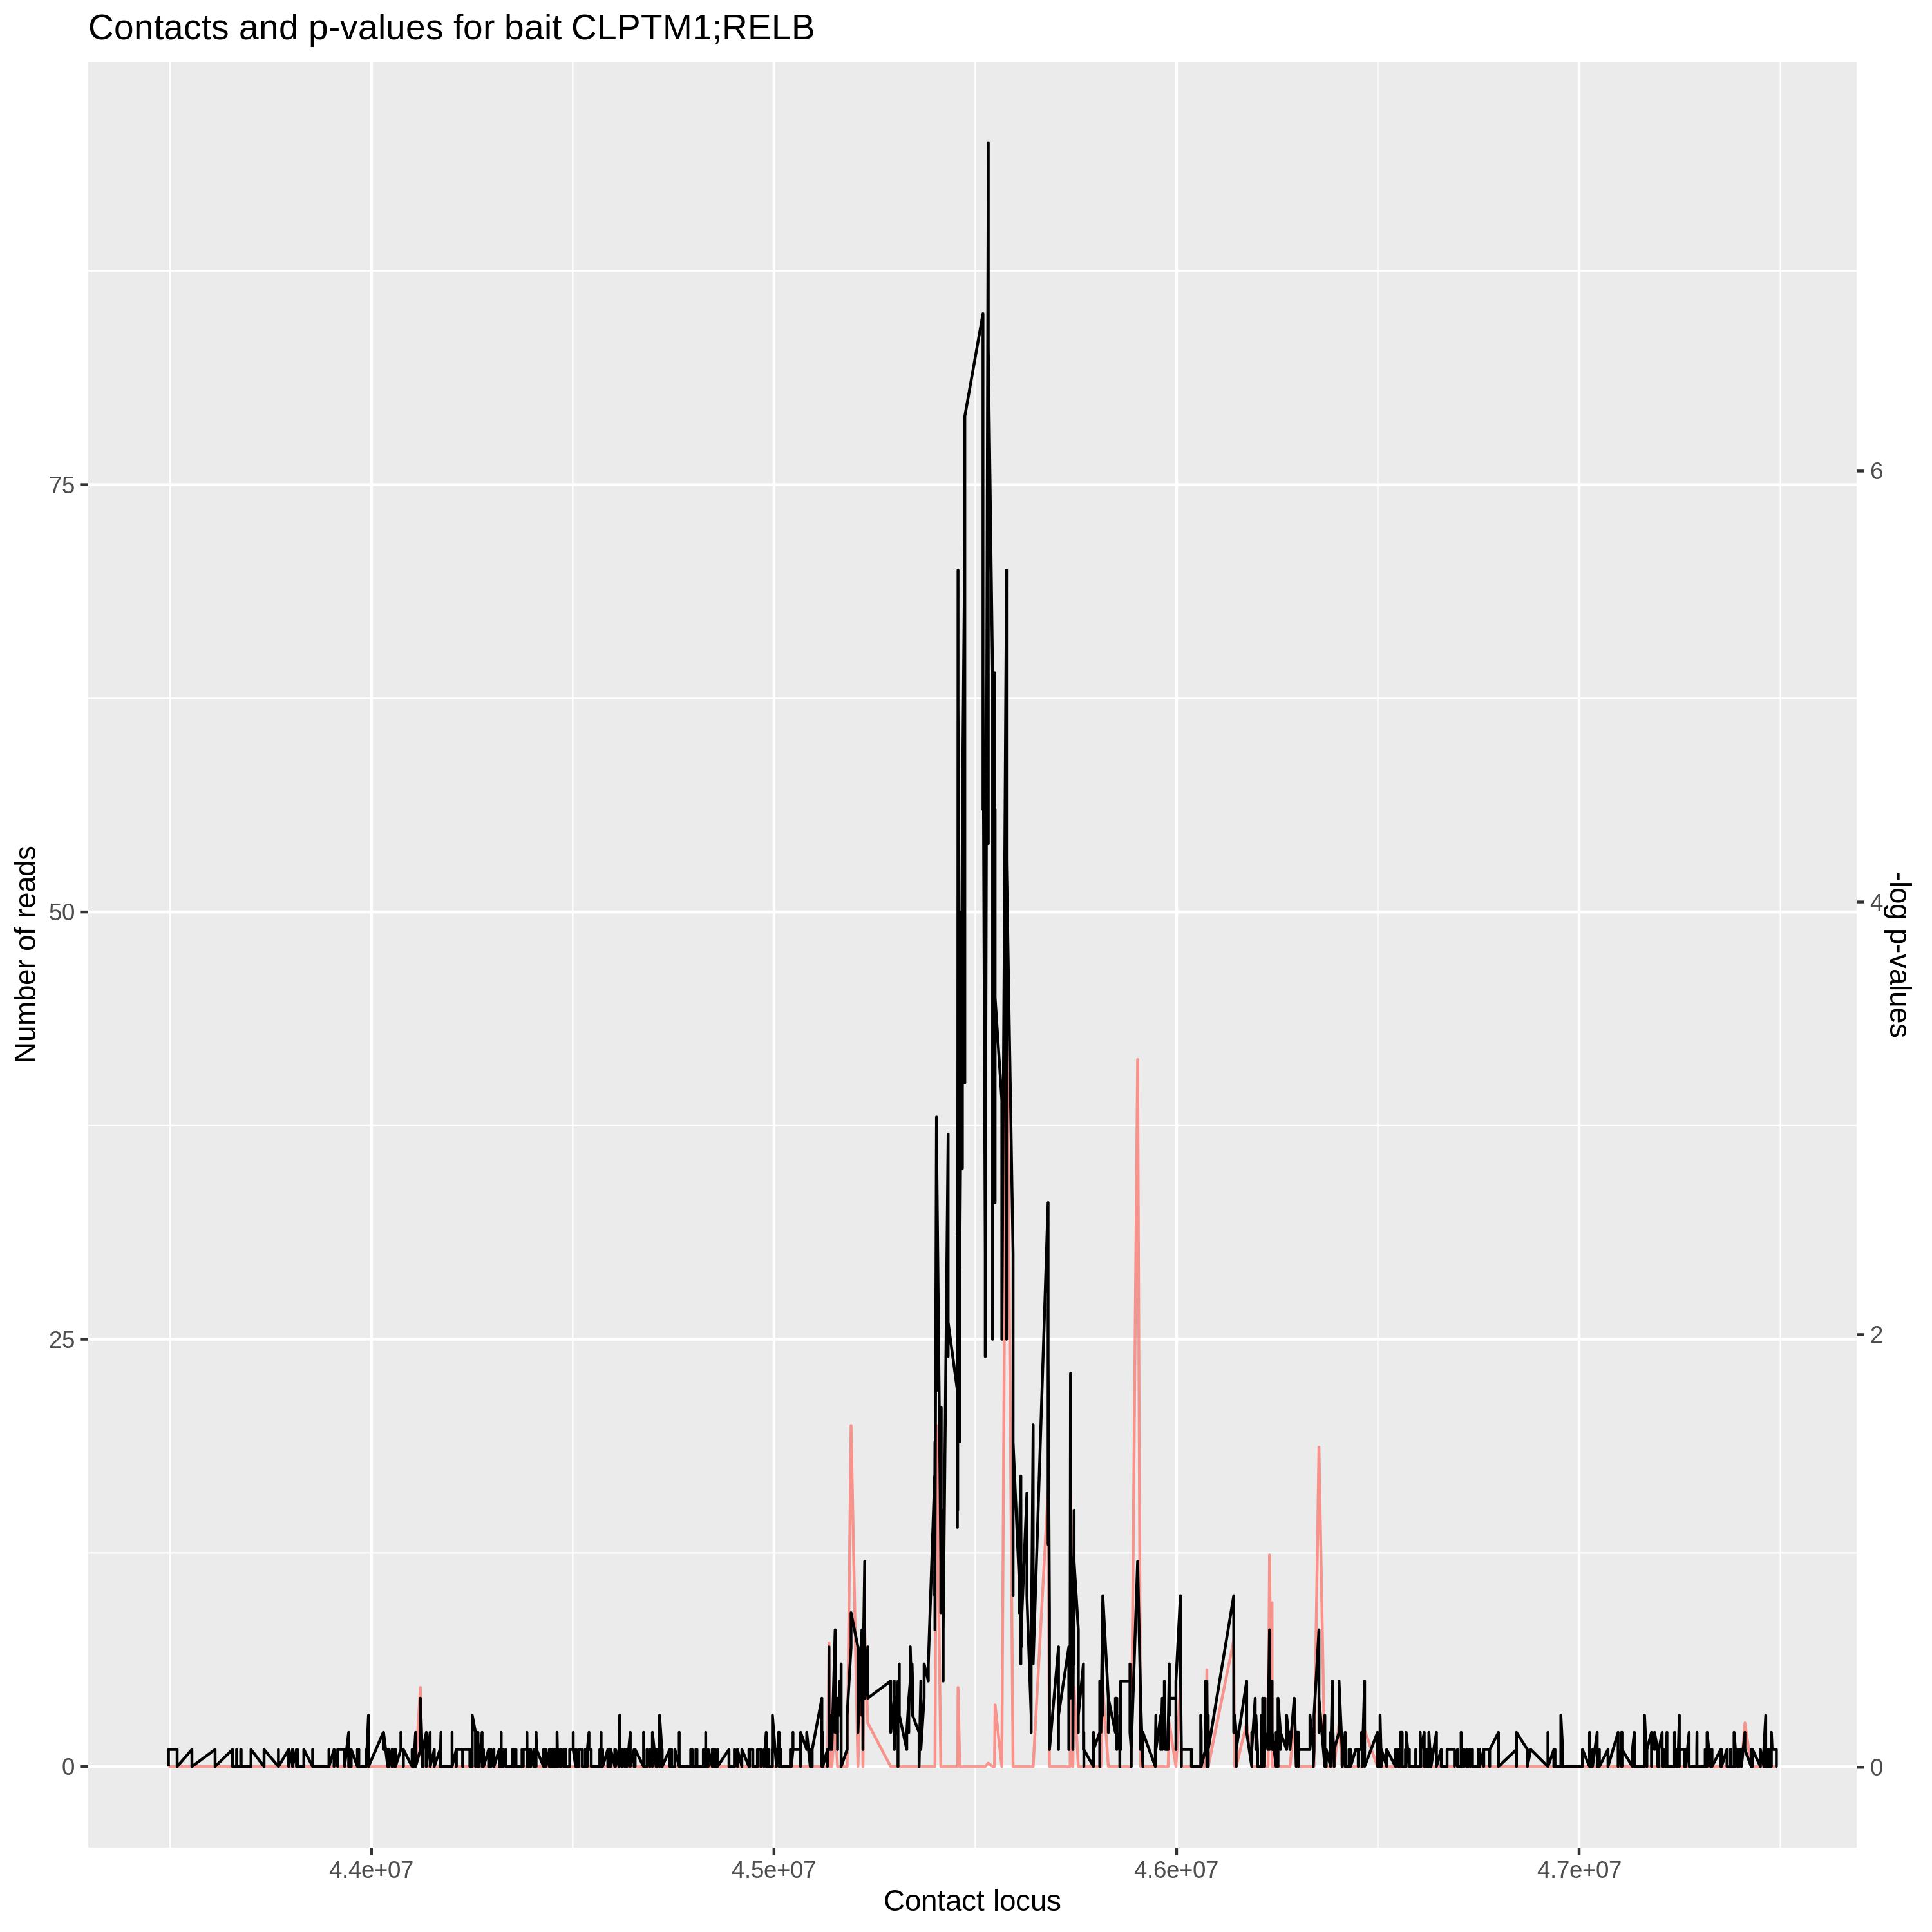 Contacts and p-values for bait CLPTM1;RELB
Number of reads
75
50
25
0
6
4
2
0
-log p-values
4.4e+07
4.5e+07
4.6e+07
4.7e+07
Contact locus